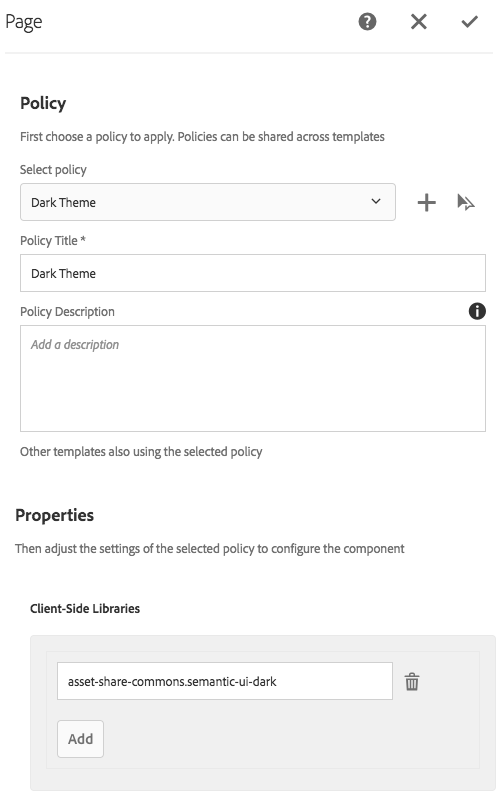 Page
Policy
First choose a policy to apply. Policies can be shared across templates
Select policy
Dark Theme
Policy Title *
Dark Theme
Policy Description
Add a description
Other templates also using the selected policy
Properties
Then adjust the settings of the selected policy to configure the component
Client-Side Libraries
asset-share-commons.semantic-ui-dark
Add